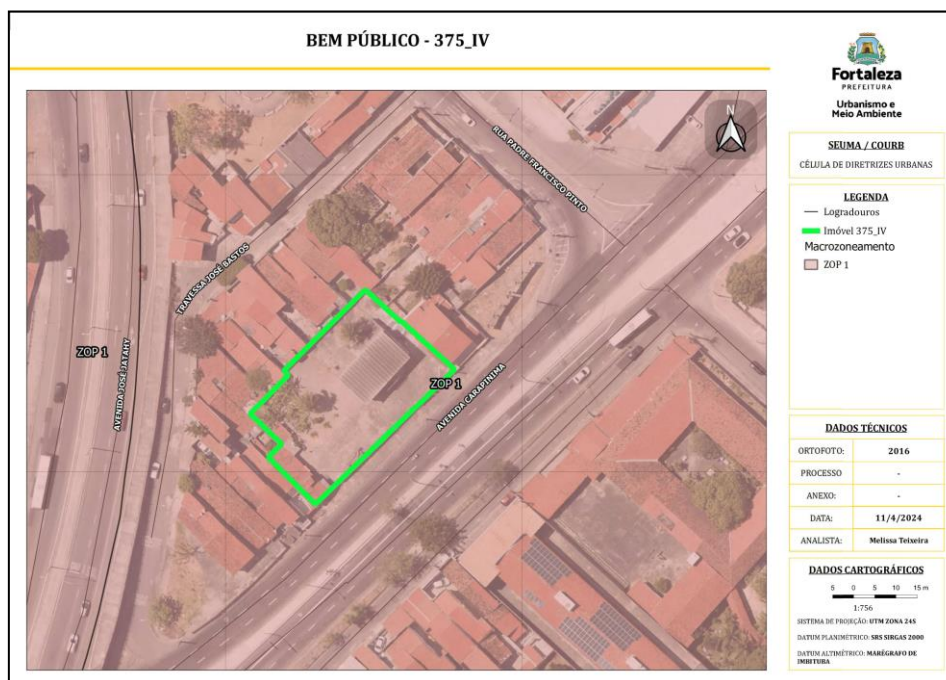 BEM PÚBLICO - 375_IV
Fortaleza
PREFEITURA
Urbanismo e
Meio Ambiente
N
RUA PADRE FRANCISCO PINTO
TRAVESSA JOSÉ BASTOS
ZOP 1
AVENIDA JOSÉ JATAHY
ZOP 1
AVENIDA CARAPINIMA
SEUMA / COURB
CÉLULA DE DIRETRIZES URBANAS
LEGENDA
Logradouros
Imóvel 375_IV
Macrozoneamento
ZOP 1
DADOS TÉCNICOS
ORTOFOTO: 2016
PROCESSO -
ANEXO: -
DATA: 11/4/2024
ANALISTA: Melissa Teixeira
DADOS CARTOGRÁFICOS
5 0 5 10 15 m
1:756
SISTEMA DE PROJEÇÃO: UTM ZONA 24S
DATUM PLANIMÉTRICO: SRS SIRGAS 2000
DATUM ALTIMÉTRICO: MARÉGRAFO DE
IMBITUBA